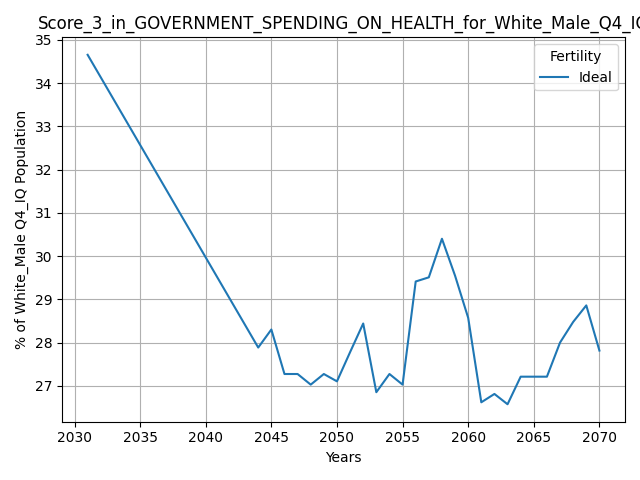 Score_3_in_GOVERNMENT_SPENDING_ON_HEALTH_for_White_Male_Q4_IQ
Fertility
Ideal
35
34
33
32
31
30
29
28
27
% of White_Male Q4_IQ Population
2030 2035 2040 2045 2050 2055 2060 2065 2070
Years